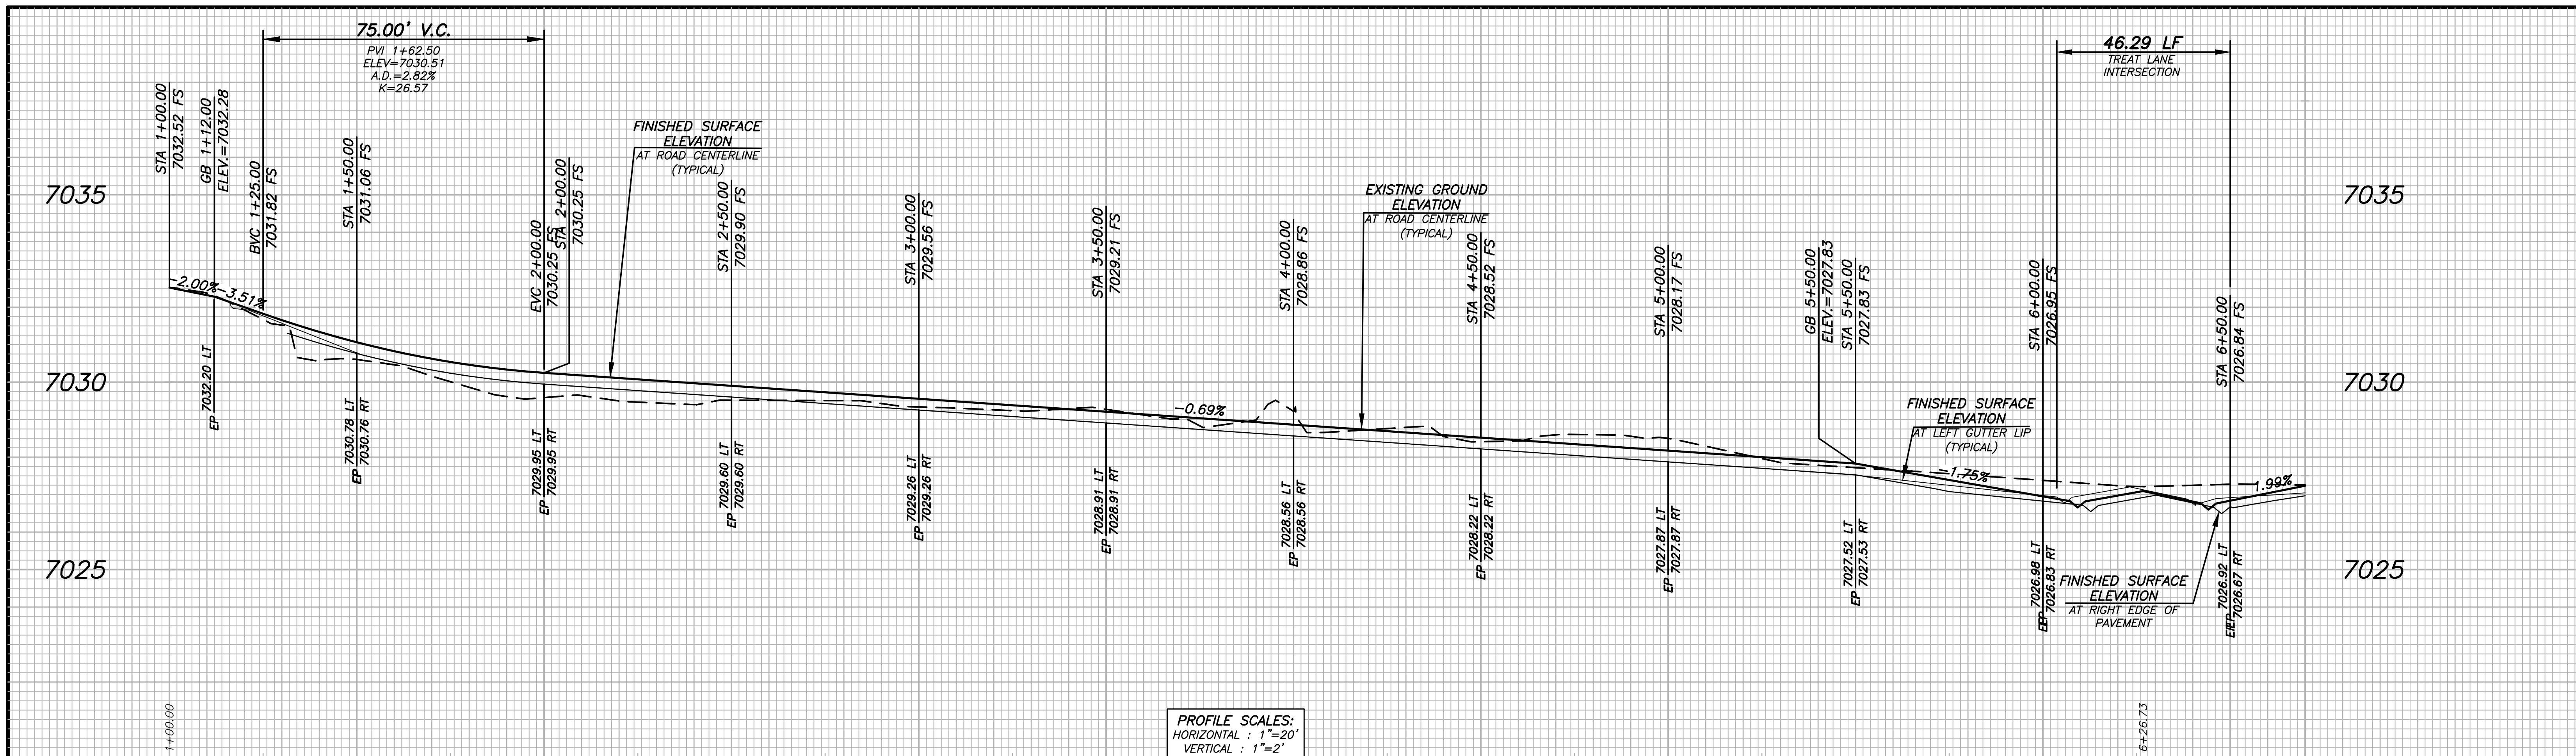 75.00' V.C.
PVI 1+62.50
ELEV=7030.51
A.D.=2.82%
K=26.57
46.29 LF
TREAT LANE
INTERSECTION
STA 1+00.00
7032.52 FS
GB 1+12.00
ELEV.=7032.28
BVC 1+25.00
7031.82 FS
STA 1+50.00
7031.06 FS
EVC 2+00.00
7030.25 FS
STA 2+00.00
7030.25 FS
FINISHED SURFACE
ELEVATION
AT ROAD CENTERLINE
(TYPICAL)
STA 2+50.00
7029.90 FS
STA 3+00.00
7029.56 FS
STA 3+50.00
7029.21 FS
STA 4+00.00
7028.86 FS
EXISTING GROUND
ELEVATION
AT ROAD CENTERLINE
(TYPICAL)
STA 4+50.00
7028.52 FS
STA 5+00.00
7028.17 FS
GB 5+50.00
ELEV.=7027.83
STA 5+50.00
7027.83 FS
STA 6+00.00
7026.95 FS
STA 6+50.00
7026.84 FS
7035
7035
7030
7030
7025
7025
-2.00%
-3.51%
-0.69%
-1.75%
1.99%
FINISHED SURFACE
ELEVATION
AT LEFT GUTTER LIP
(TYPICAL)
EP 7032.20 LT
EP 7030.78 LT
7030.76 RT
EP 7029.95 LT
7029.95 RT
EP 7029.60 LT
7029.60 RT
EP 7029.26 LT
7029.26 RT
EP 7028.91 LT
7028.91 RT
EP 7028.56 LT
7028.56 RT
EP 7028.22 LT
7028.22 RT
EP 7027.87 LT
7027.87 RT
EP 7027.52 LT
7027.53 RT
EP 7026.98 LT
7026.83 RT
EP 7026.92 LT
7026.67 RT
FINISHED SURFACE
ELEVATION
AT RIGHT EDGE OF
PAVEMENT
1+00.00
6+26.73
PROFILE SCALES:
HORIZONTAL : 1"=20'
VERTICAL : 1"=2'